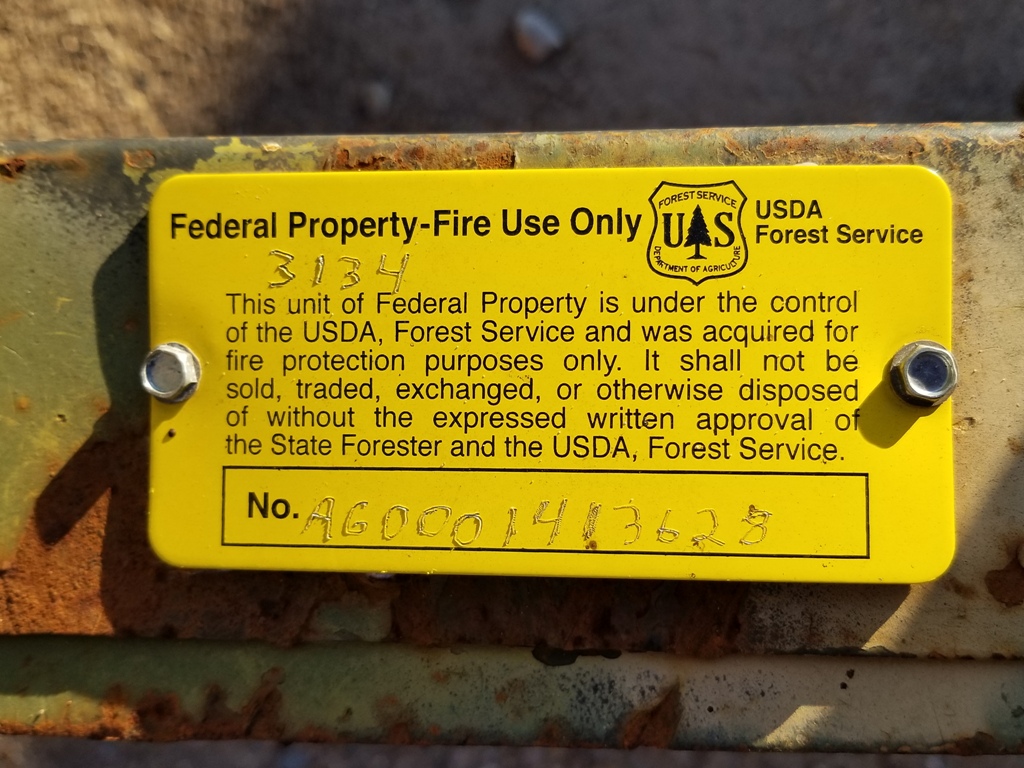 Federal Property-Fire Use Only
FOREST SERVICE
UAS
DEPARTMENT OF AGRICULTURE
USDA
Forest Service
3134
This unit of Federal Property is under the control
of the USDA, Forest Service and was acquired for
fire protection purposes only. It shall not be
sold, traded, exchanged, or otherwise disposed
of without the expressed written approval of
the State Forester and the USDA, Forest Service.
No. AG0001413628